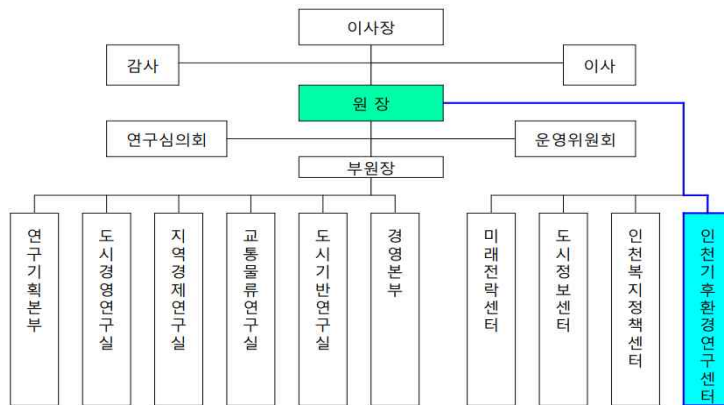 이사장
감사
이사
원 장
연구심의회
운영위원회
부원장
연구기획본부
도시경영연구실
지역경제연구실
교통물류연구실
도시기반연구실
경영본부
미래전락센터
도시정보센터
인천복지정책센터
인천기후환경연구센터